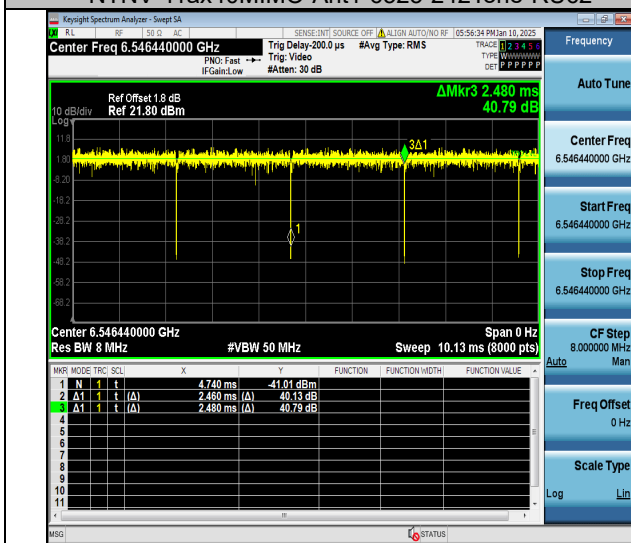 Keysight Spectrum Analyzer - Swept SA
RL RF 50 Ω AC SENSE:INT SOURCE OFF ALIGN AUTO/NO RF 05:56:34 PM Jan 10, 2025
Center Freq 6.546440000 GHz
PNO: Fast
IFGain:Low
Trig Delay-200.0 µs
Trig: Video
#Atten: 30 dB
#Avg Type: RMS
TRACE 1 2 3 4 5 6
TYPE WWWWWW
DET P P P P P P
Ref Offset 1.8 dB
Ref 21.80 dBm
10 dB/div
Log
ΔMkr3 2.480 ms
40.79 dB
11.8
1.80
-8.20
-18.2
-28.2
-38.2
-48.2
-58.2
-68.2
3Δ1
1
Center 6.546440000 GHz
Span 0 Hz
Res BW 8 MHz
#VBW 50 MHz
Sweep 10.13 ms (8000 pts)
MKR MODE TRC SCL X Y FUNCTION FUNCTION WIDTH FUNCTION VALUE
1 N 1 t 4.740 ms -41.01 dBm
2 Δ1 1 t (Δ) 2.460 ms (Δ) 40.13 dB
3 Δ1 1 t (Δ) 2.480 ms (Δ) 40.79 dB
4
5
6
7
8
9
10
11
MSG
STATUS
Frequency
Auto Tune
Center Freq
6.546440000 GHz
Start Freq
6.546440000 GHz
Stop Freq
6.546440000 GHz
CF Step
8.000000 MHz
Auto Man
Freq Offset
0 Hz
Scale Type
Log Lin